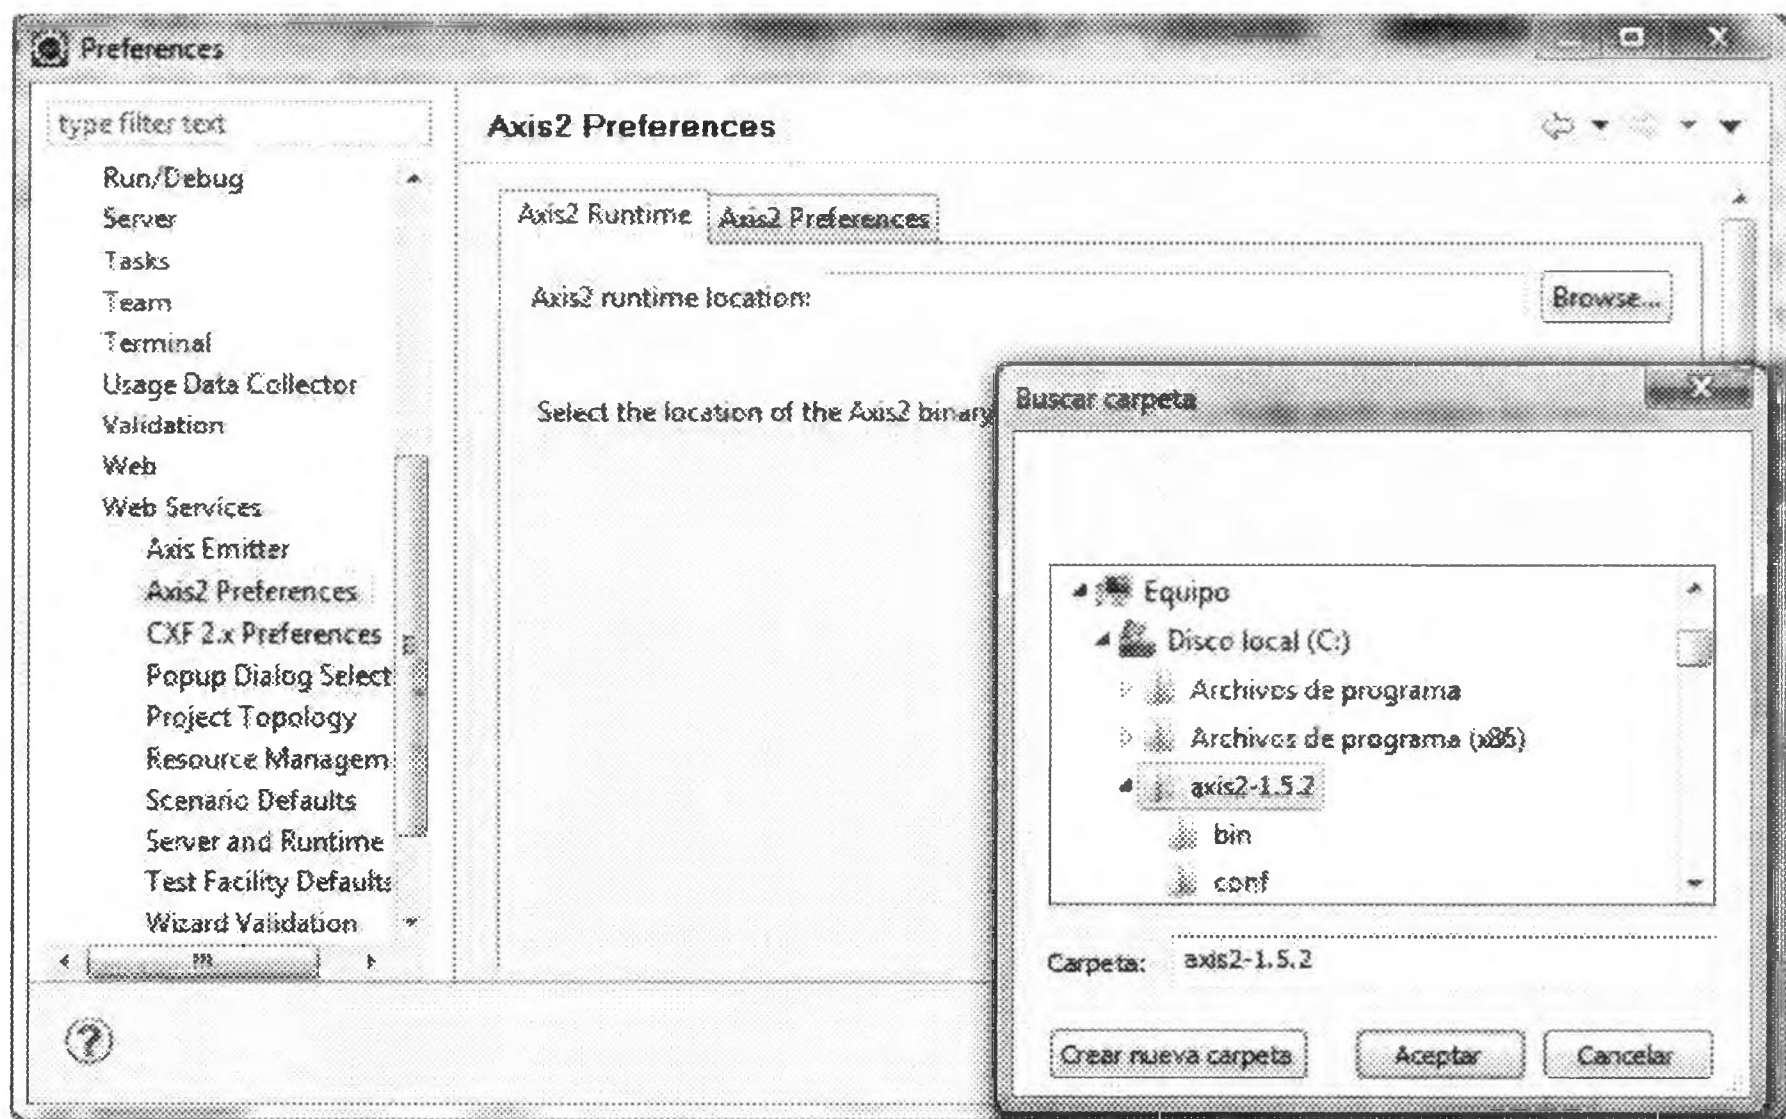 Preferences
type filter text
Run/Debug
Server
Tasks
Team
Terminal
Usage Data Collector
Validation
Web
Web Services
Axis Emitter
Axis2 Preferences
CXF 2.x Preferences
Popup Dialog Select
Project Topology
Resource Managem
Scenario Defaults
Server and Runtime
Test Facility Defaults
Wizard Validation
Axis2 Preferences
Axis2 Runtime
Axis2 Preferences
Axis2 runtime location:
Browse...
Select the location of the Axis2 binary
Buscar carpeta
Equipo
Disco local (C:)
Archivos de programa
Archivos de programa (x86)
axis2-1.5.2
bin
conf
Carpeta: axis2-1.5.2
Crear nueva carpeta
Aceptar
Cancelar